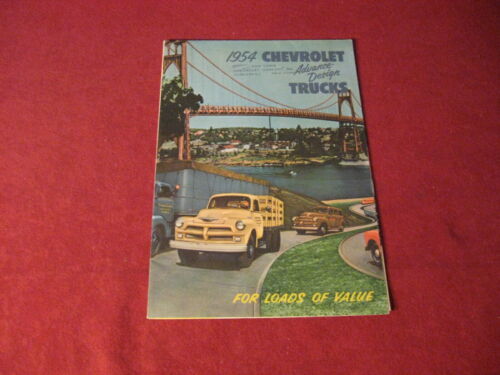 1954 CHEVROLET
Advance-
Design
TRUCKS
FOR LOADS OF VALUE